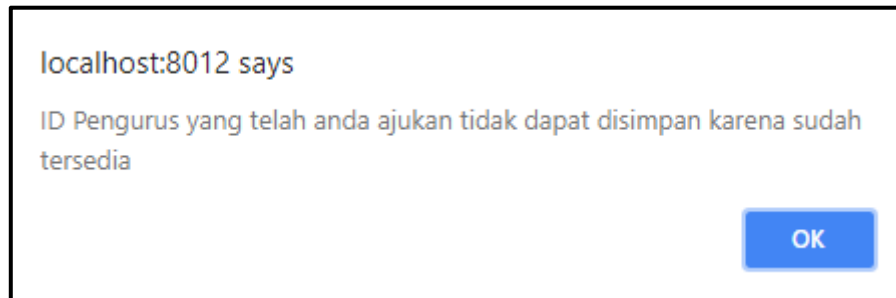 localhost:8012 says
ID Pengurus yang telah anda ajukan tidak dapat disimpan karena sudah
tersedia
OK